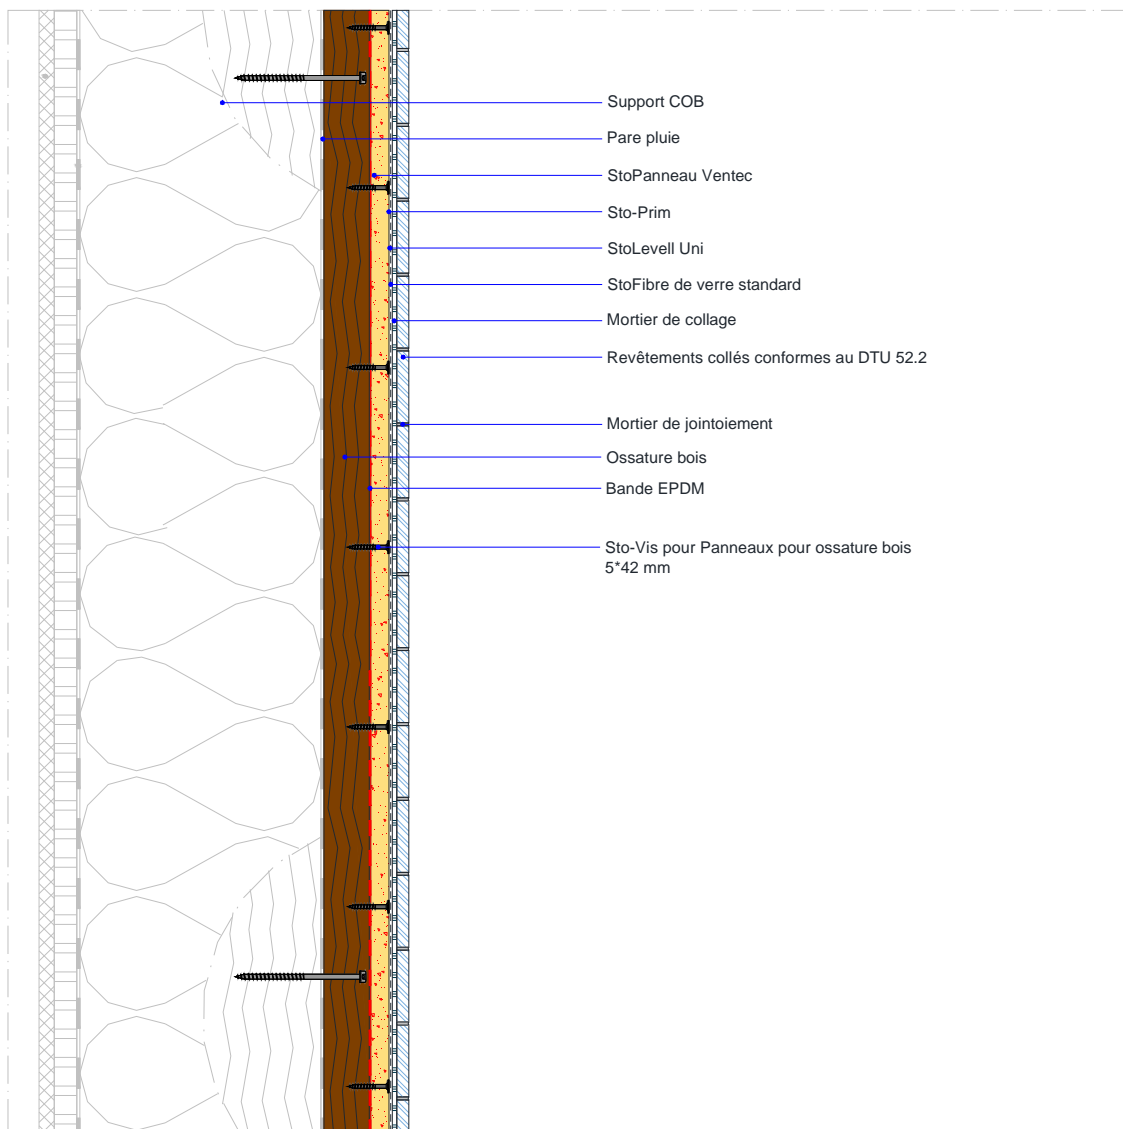 Support COB
Pare pluie
StoPanneau Ventec
Sto-Prim
StoLevell Uni
StoFibre de verre standard
Mortier de collage
Revêtements collés conformes au DTU 52.2
Mortier de jointoiement
Ossature bois
Bande EPDM
Sto-Vis pour Panneaux pour ossature bois
5*42 mm